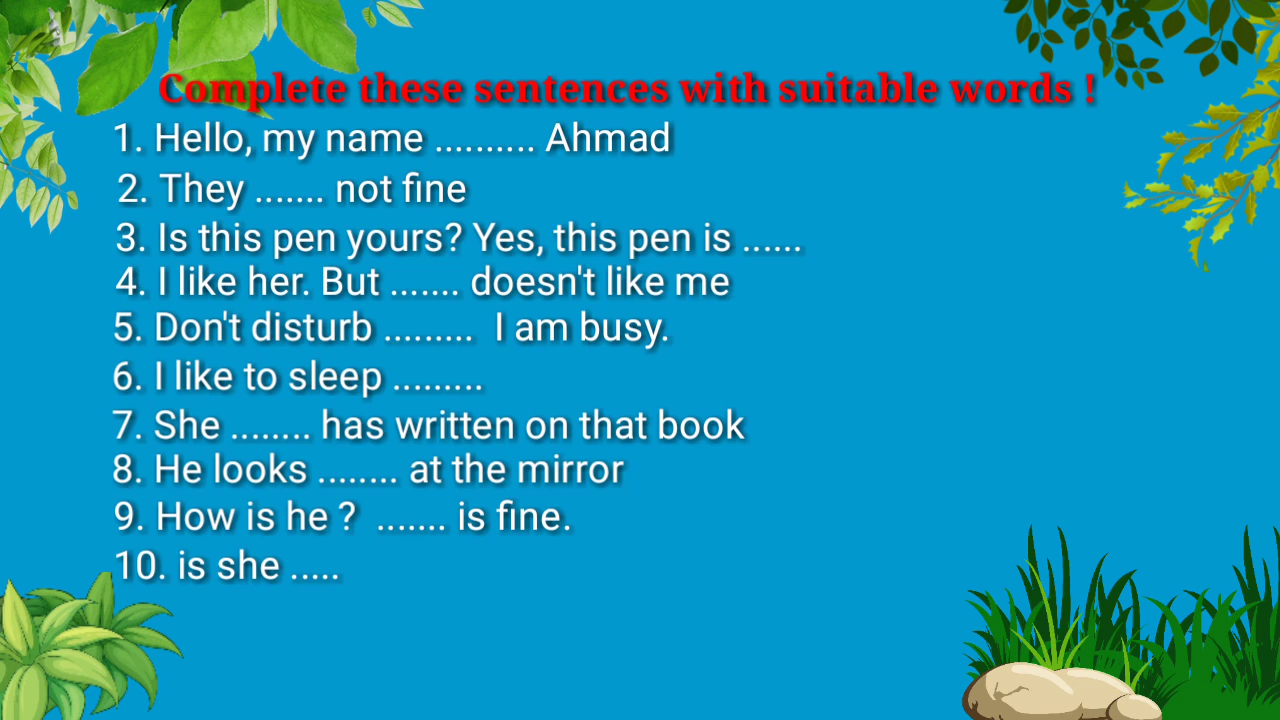 Complete these sentences with suitable words !
1. Hello, my name .......... Ahmad
2. They ....... not fine
3. Is this pen yours? Yes, this pen is ......
4. I like her. But ....... doesn't like me
5. Don't disturb ......... I am busy.
6. I like to sleep .........
7. She ........ has written on that book
8. He looks ........ at the mirror
9. How is he ? ....... is fine.
10. is she .....